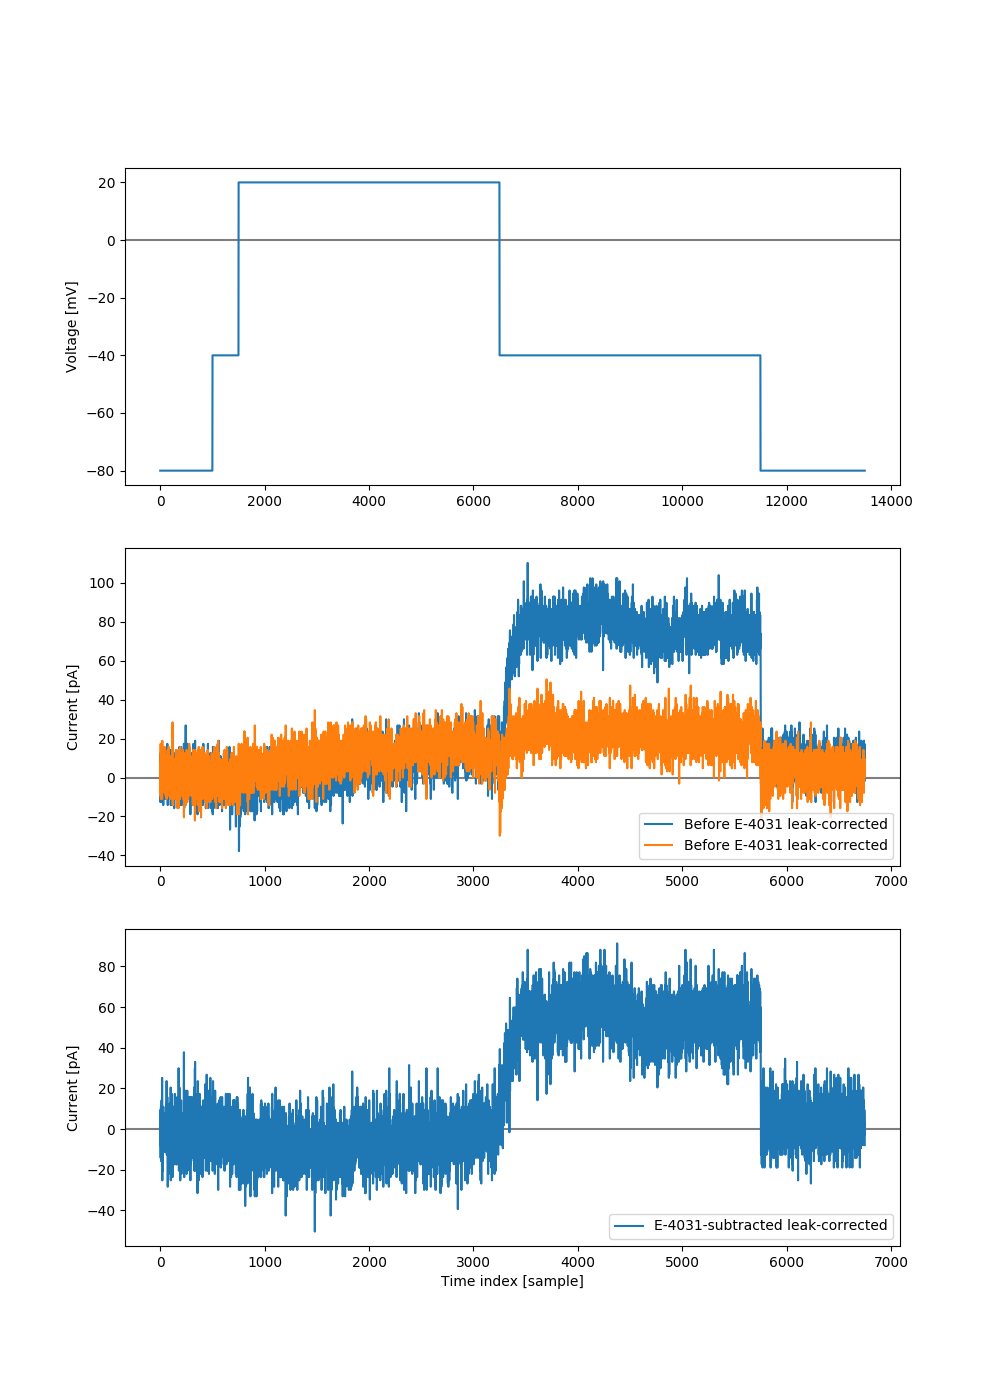 20
0
−20
−40
−60
−80
Voltage [mV]
0 2000 4000 6000 8000 10000 12000 14000
100
80
60
40
20
0
−20
−40
Current [pA]
Before E-4031 leak-corrected
Before E-4031 leak-corrected
0 1000 2000 3000 4000 5000 6000 7000
80
60
40
20
0
−20
−40
Current [pA]
E-4031-subtracted leak-corrected
0 1000 2000 3000 4000 5000 6000 7000
Time index [sample]